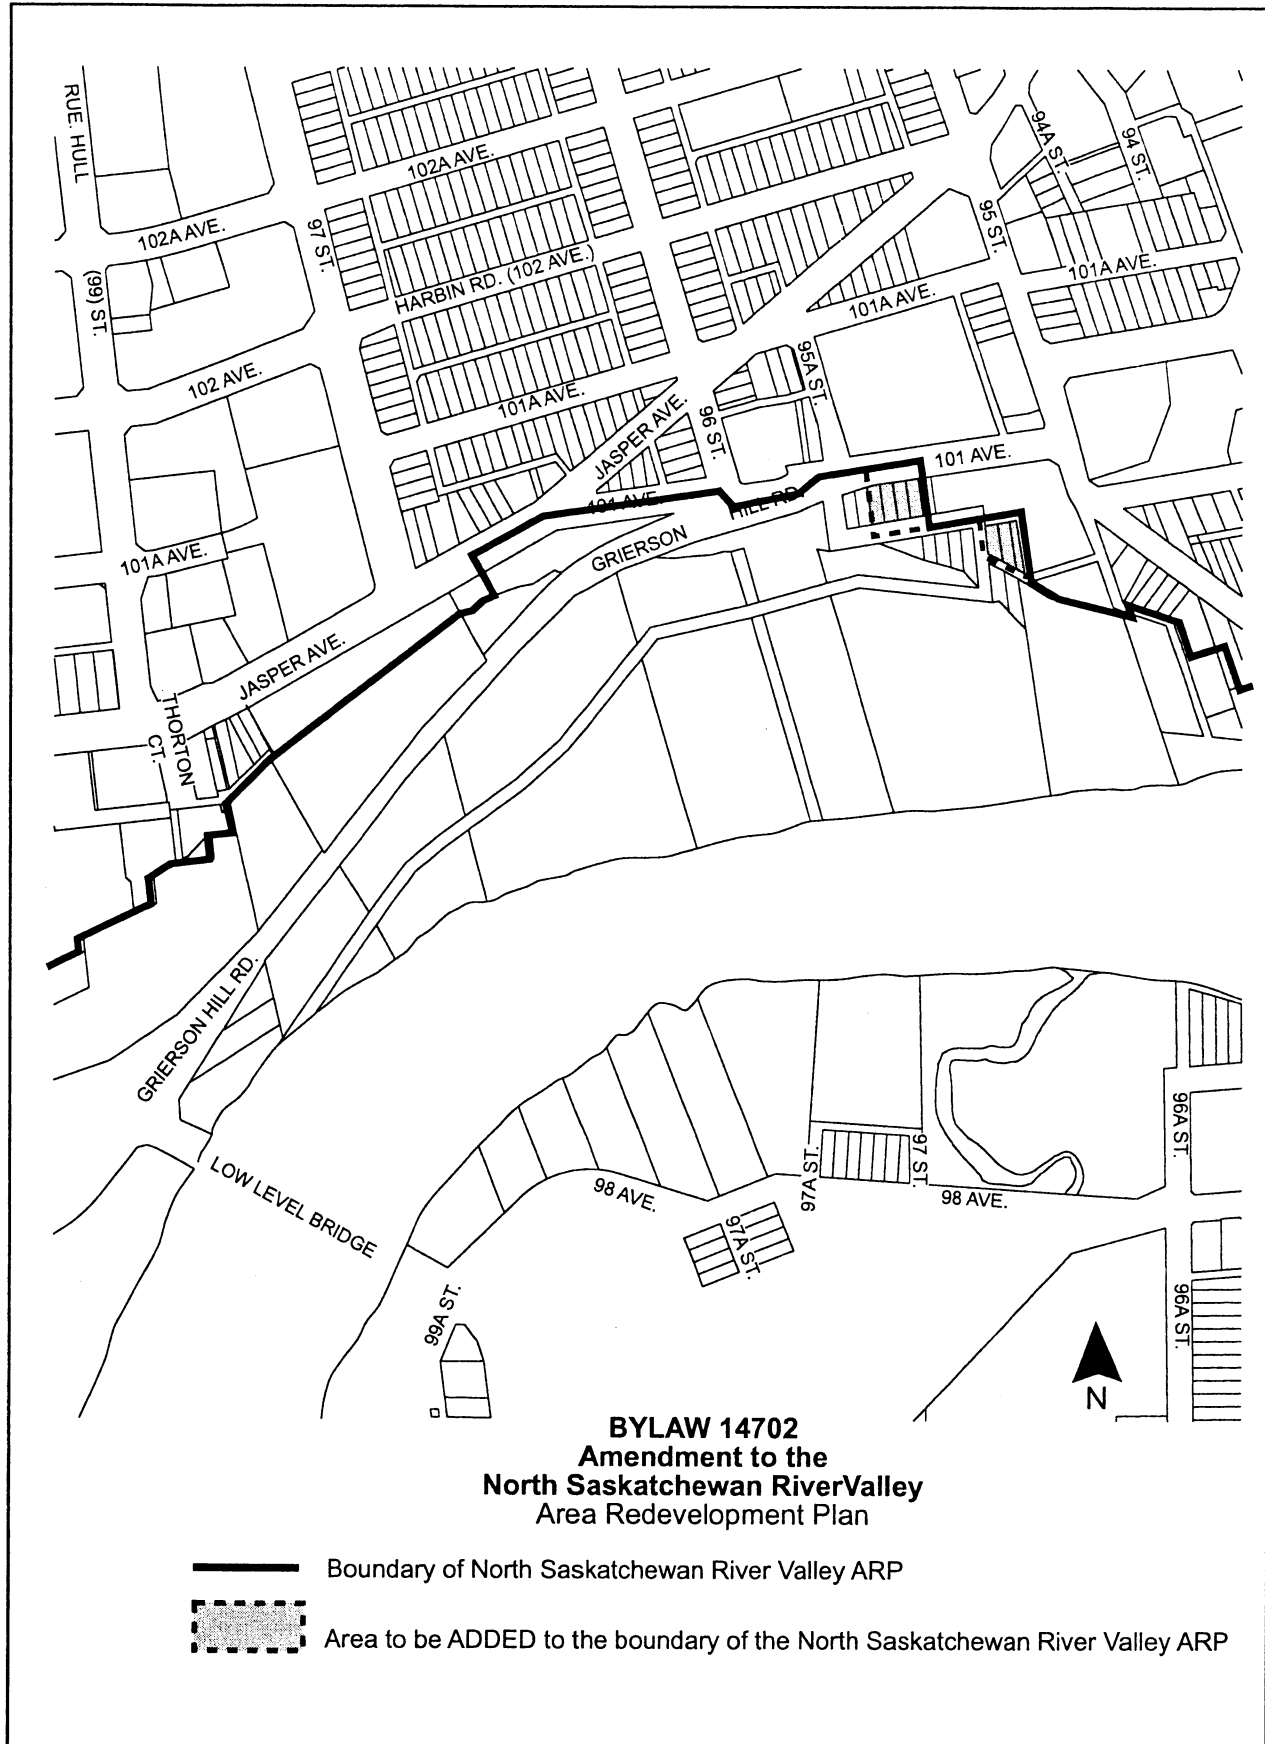 RUE. HULL
102A AVE.
94A ST.
94 ST.
102A AVE.
97 ST.
95 ST.
HARBIN RD. (102 AVE.)
101A AVE.
(99) ST.
101A AVE.
102 AVE.
95A ST.
101A AVE.
JASPER AVE.
96 ST.
101 AVE.
101 AVE.
HILL RD.
GRIERSON
101A AVE.
JASPER AVE.
THORTON
CT.
GRIERSON HILL RD.
LOW LEVEL BRIDGE
98 AVE.
97A ST.
97 ST.
98 AVE.
96A ST.
97A ST.
99A ST.
96A ST.
N
BYLAW 14702
Amendment to the
North Saskatchewan RiverValley
Area Redevelopment Plan
Boundary of North Saskatchewan River Valley ARP
Area to be ADDED to the boundary of the North Saskatchewan River Valley ARP